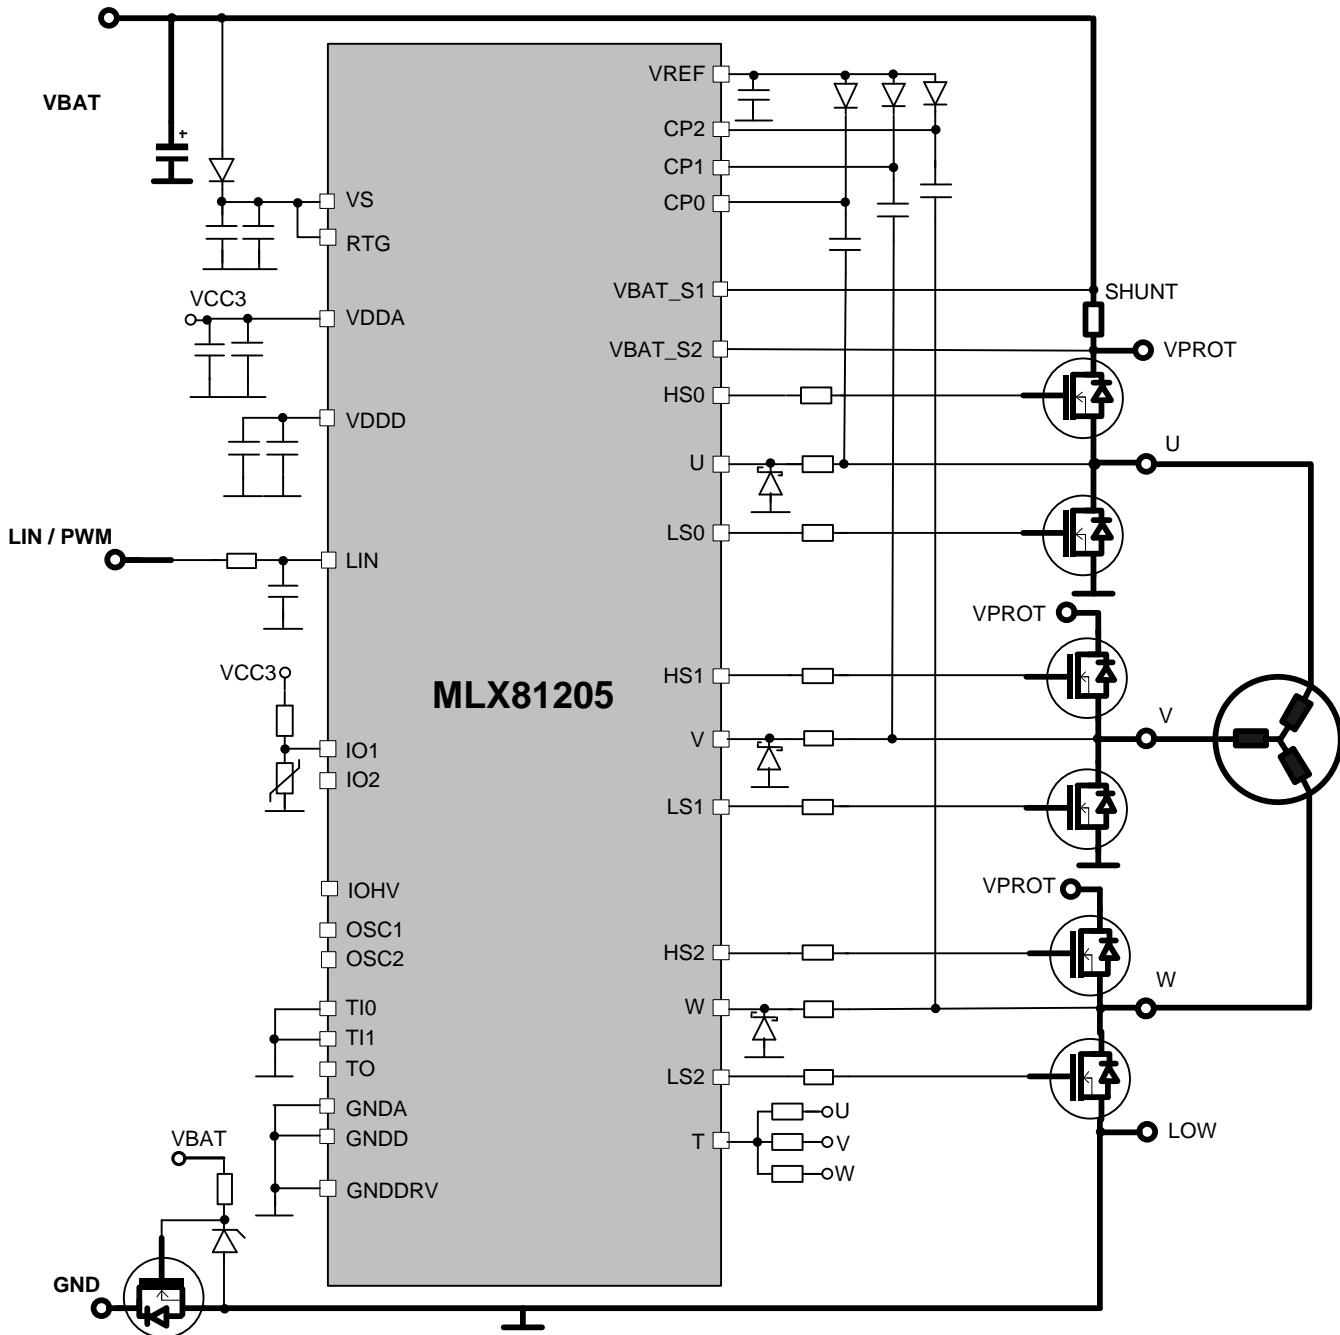 VBAT
VREF
CP2
CP1
CP0
VS
RTG
VCC3
VDDA
VBAT_S1
SHUNT
VBAT_S2
VPROT
HS0
VDDD
U
U
LS0
LIN / PWM
LIN
VPROT
VCC3
HS1
MLX81205
V
V
IO1
IO2
LS1
VPROT
IOHV
OSC1
OSC2
HS2
W
W
TI0
TI1
TO
LS2
GNDA
U
VBAT
GNDD
T
V
LOW
W
GNDDRV
GND
+